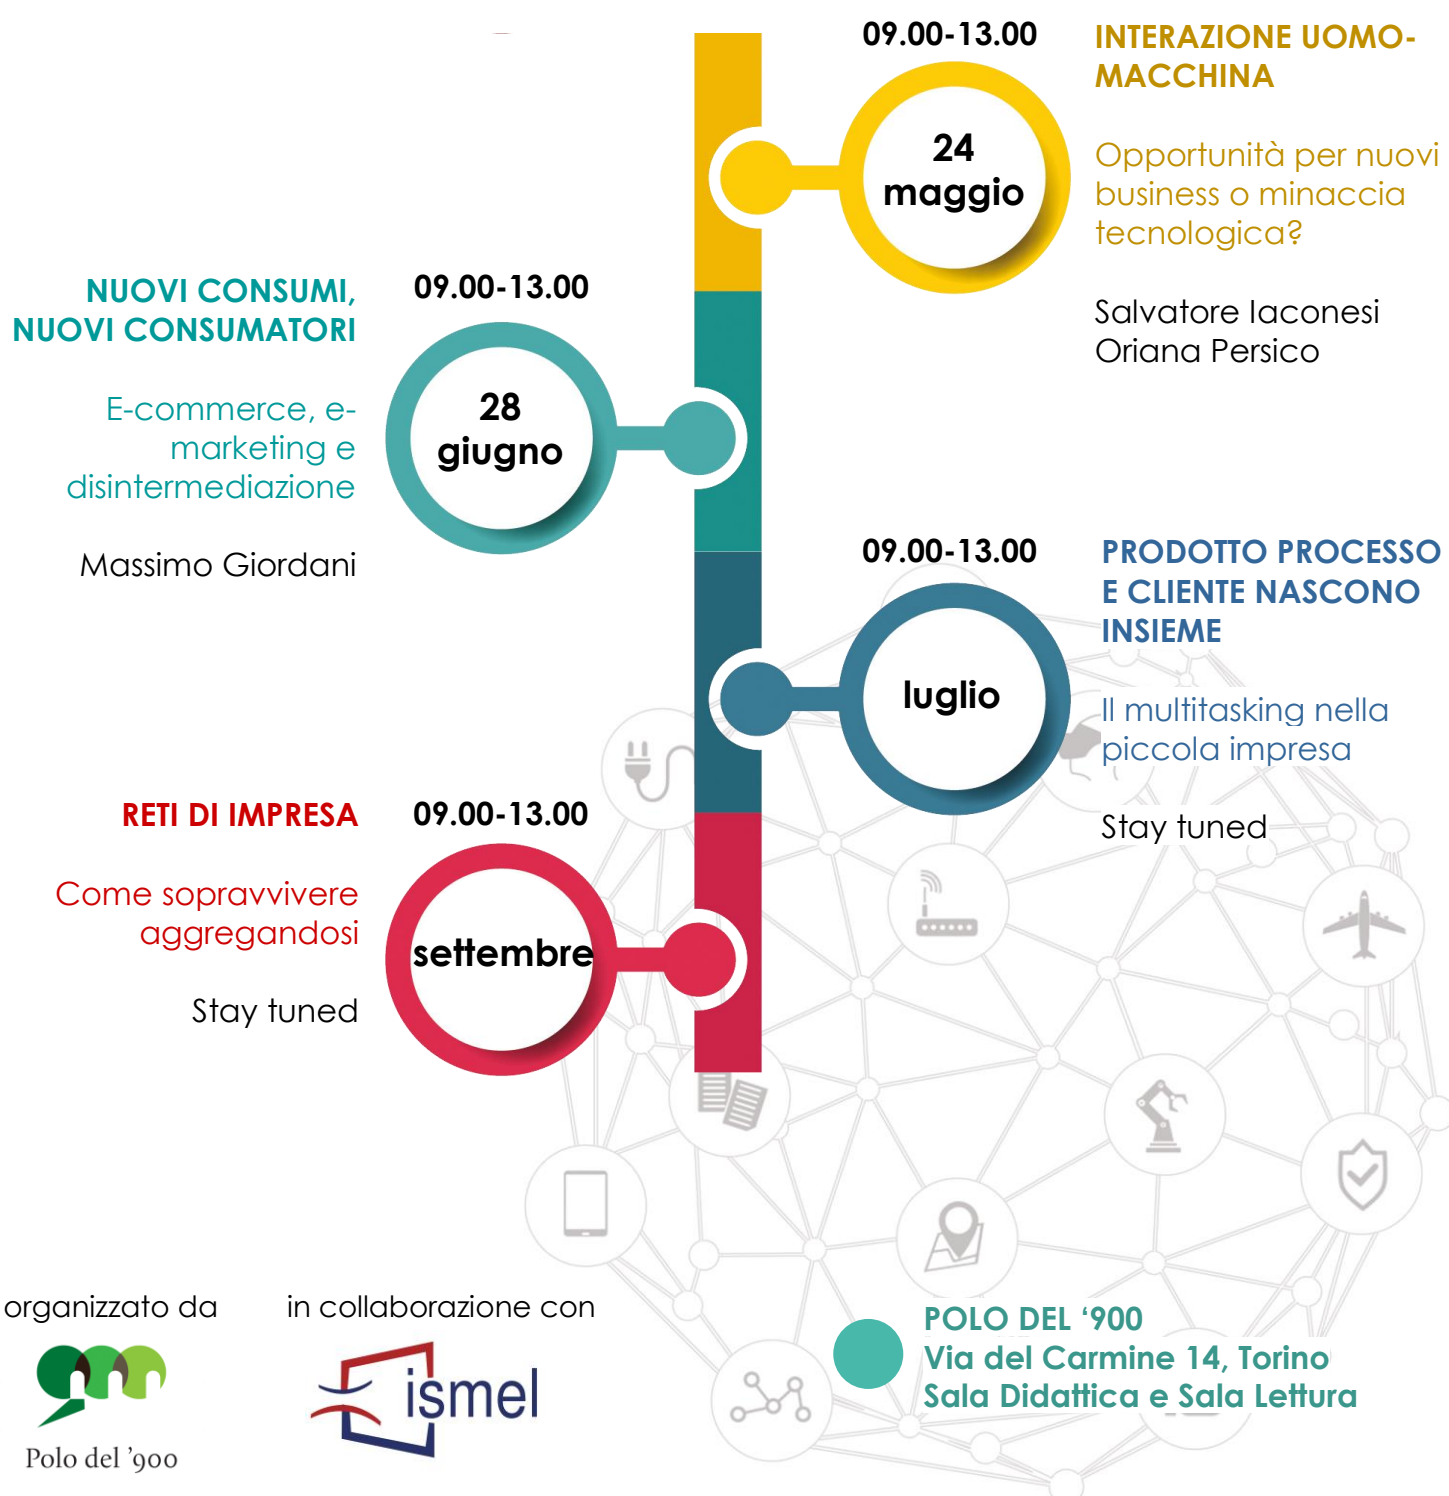 09.00-13.00
24
maggio
INTERAZIONE UOMO-
MACCHINA
Opportunità per nuovi
business o minaccia
tecnologica?
Salvatore Iaconesi
Oriana Persico
NUOVI CONSUMI,
NUOVI CONSUMATORI
E-commerce, e-
marketing e
disintermediazione
Massimo Giordani
09.00-13.00
28
giugno
09.00-13.00
luglio
PRODOTTO PROCESSO
E CLIENTE NASCONO
INSIEME
Il multitasking nella
piccola impresa
Stay tuned
RETI DI IMPRESA
Come sopravvivere
aggregandosi
Stay tuned
09.00-13.00
settembre
organizzato da
Polo del '900
in collaborazione con
ismel
POLO DEL ‘900
Via del Carmine 14, Torino
Sala Didattica e Sala Lettura